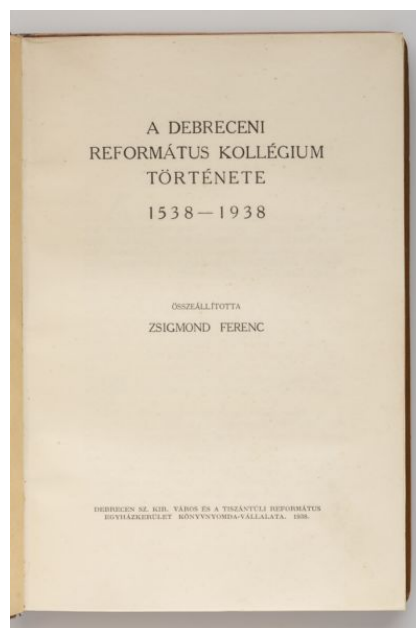 A DEBRECENI
REFORMÁTUS KOLLÉGIUM
TÖRTÉNETE
1538—1938
ÖSSZEÁLLÍTOTTA
ZSIGMOND FERENC
DEBRECEN SZ. KIR. VÁROS ÉS A TISZÁNTÚLI REFORMÁTUS
EGYHÁZKERÜLET KÖNYVNYOMDA-VÁLLALATA. 1938.